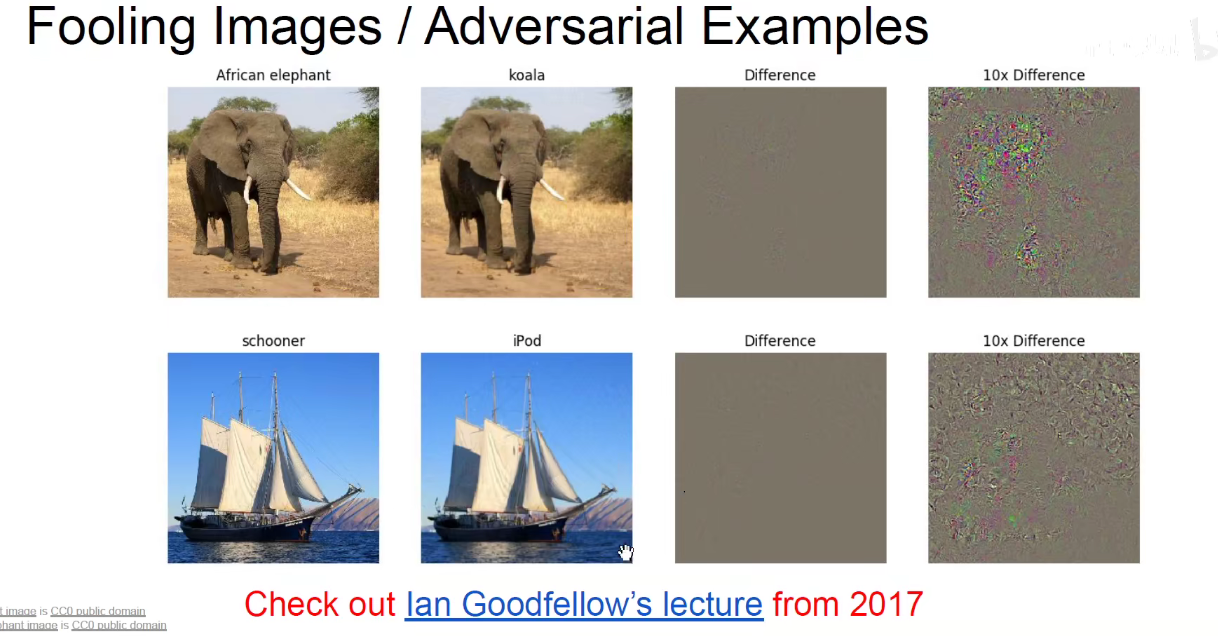 Fooling Images / Adversarial Examples
African elephant
koala
Difference
10x Difference
schooner
iPod
Difference
10x Difference
Check out Ian Goodfellow's lecture from 2017
image is CC0 public domain
image is CC0 public domain